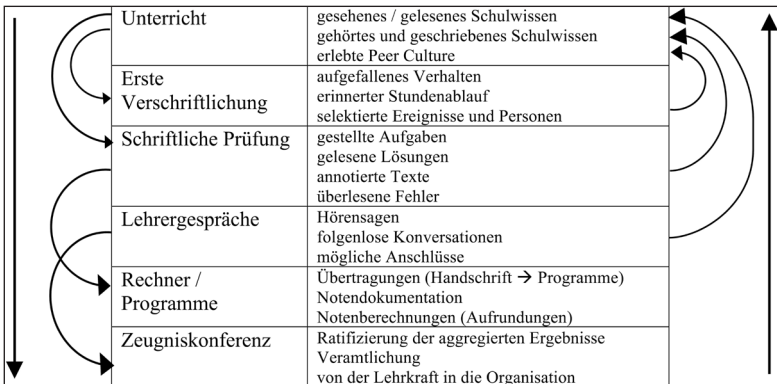 Unterricht
gesehenes / gelesenes Schulwissen
gehörtes und geschriebenes Schulwissen
erlebte Peer Culture
Erste
Verschriftlichung
aufgefallenes Verhalten
erinnerter Stundenablauf
selektierte Ereignisse und Personen
Schriftliche Prüfung
gestellte Aufgaben
gelesene Lösungen
annotierte Texte
überlesene Fehler
Lehrergespräche
Hörensagen
folgenlose Konversationen
mögliche Anschlüsse
Rechner /
Programme
Übertragungen (Handschrift → Programme)
Notendokumentation
Notenberechnungen (Aufrundungen)
Zeugniskonferenz
Ratifizierung der aggregierten Ergebnisse
Veramtlichung
von der Lehrkraft in die Organisation